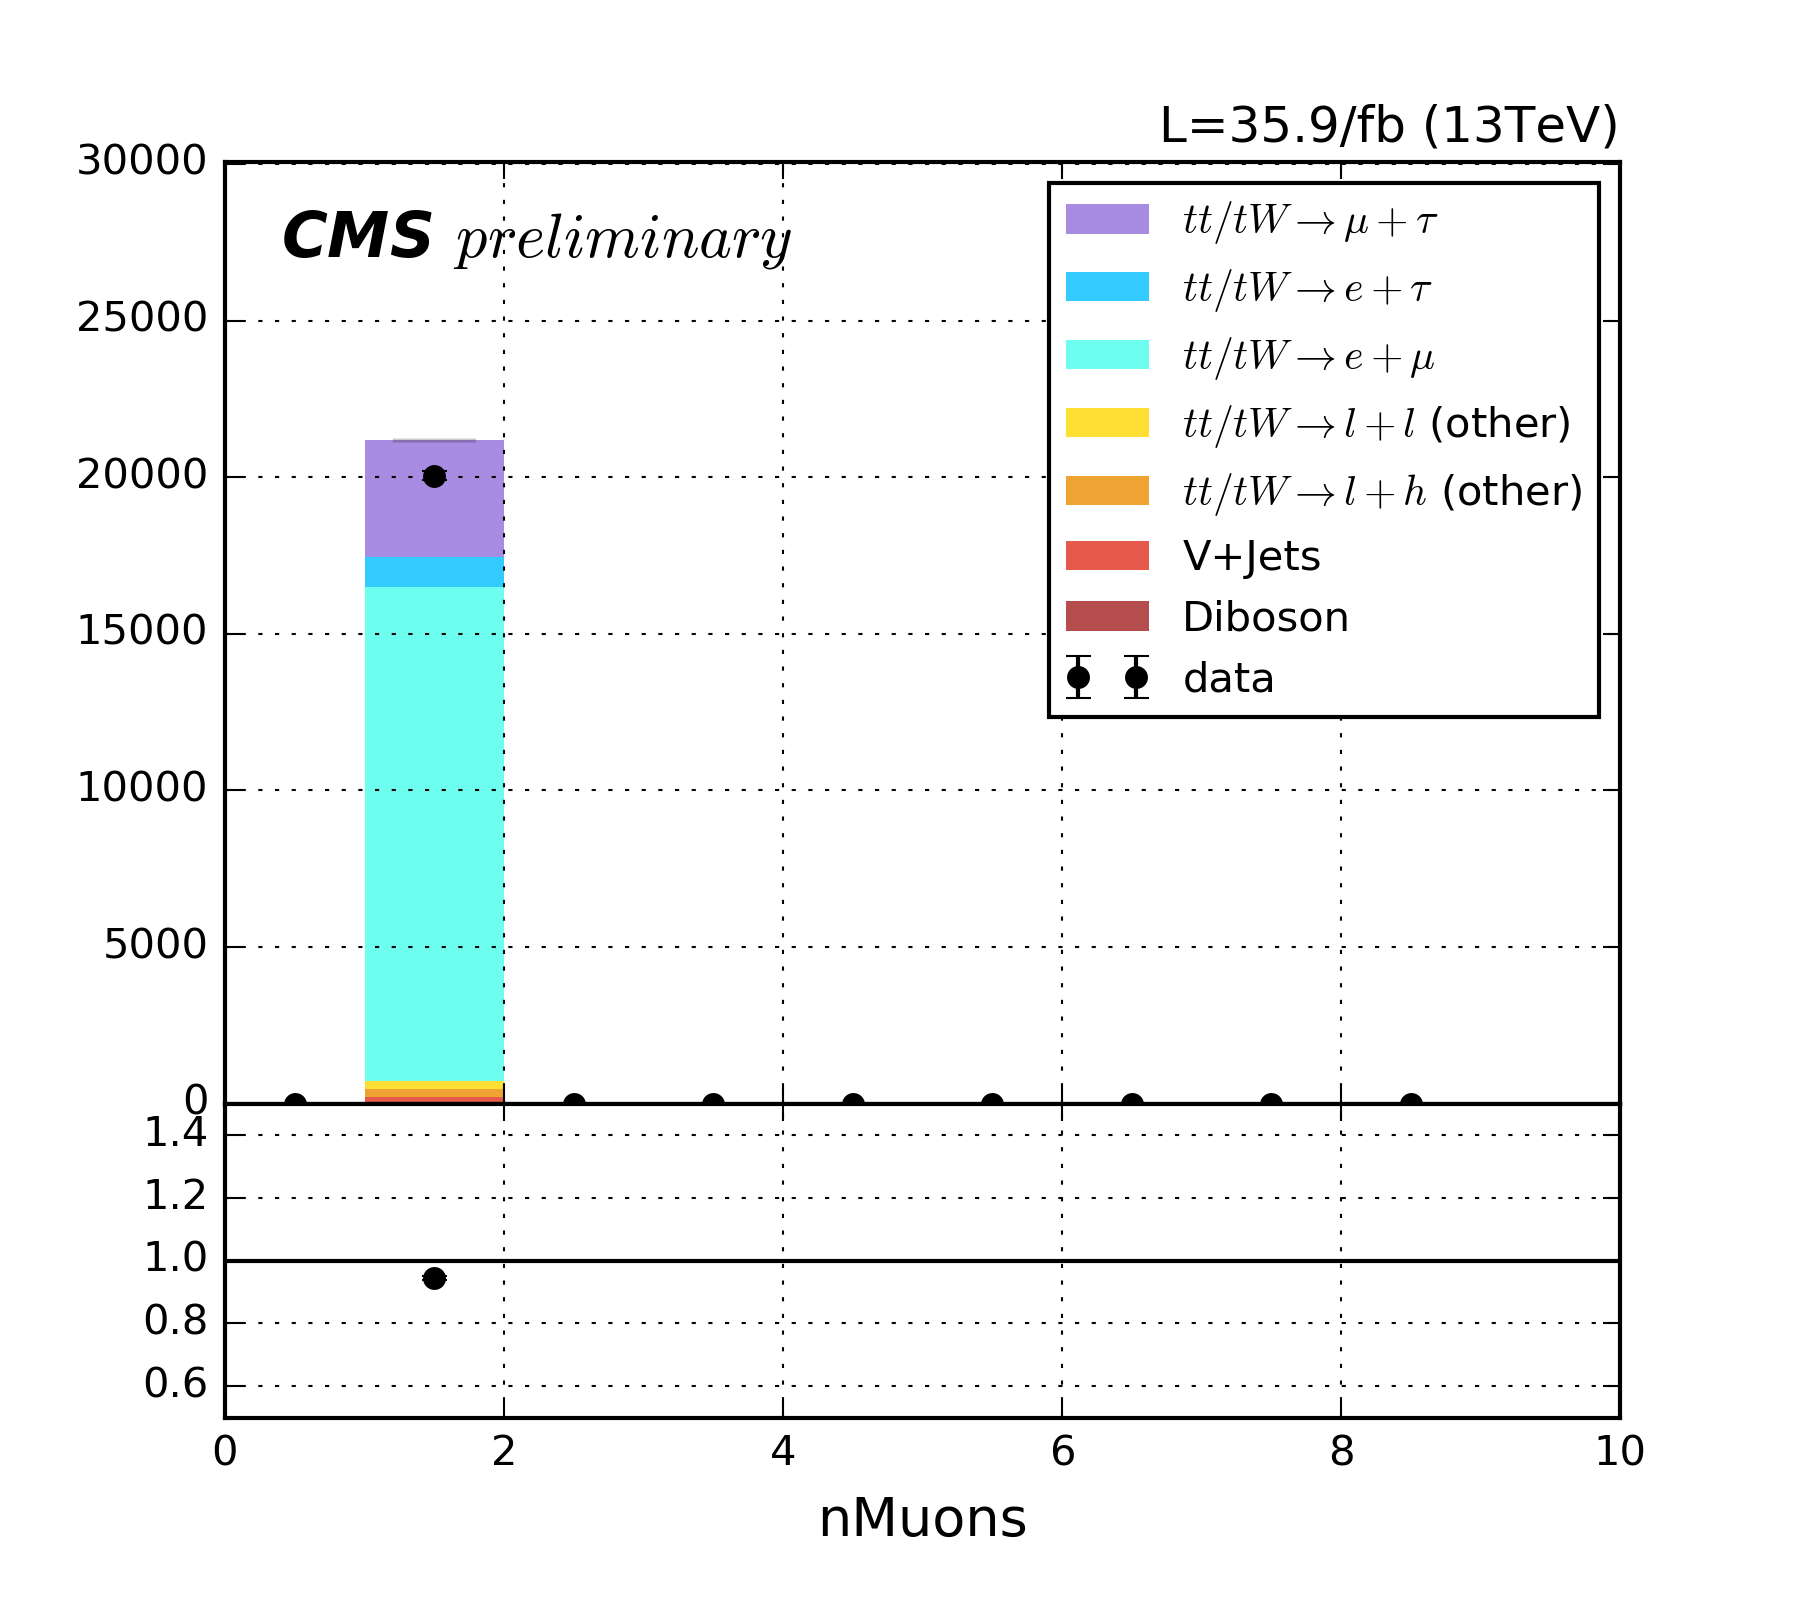 L=35.9/fb (13TeV)
CMS preliminary
30000
25000
20000
15000
10000
5000
0
tt/tW → μ + τ
tt/tW → e + τ
tt/tW → e + μ
tt/tW → l + l (other)
tt/tW → l + h (other)
V+Jets
Diboson
data
1.4
1.2
1.0
0.8
0.6
0 2 4 6 8 10
nMuons